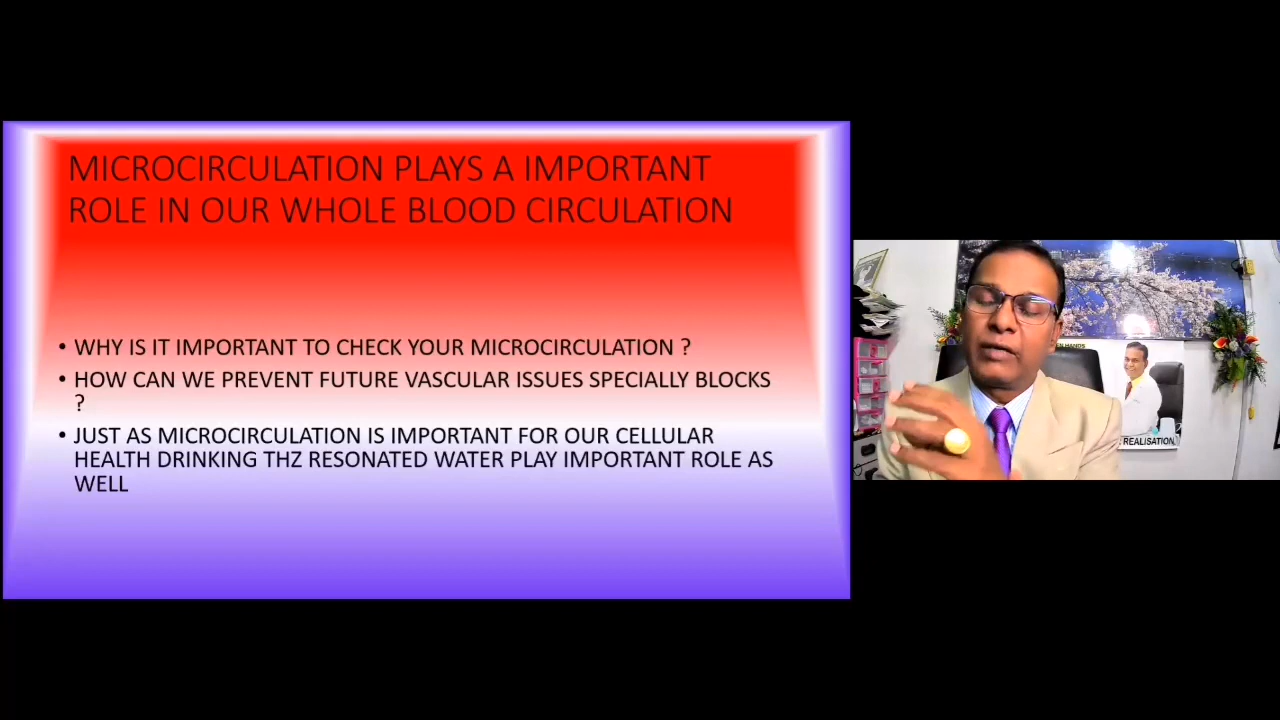 MICROCIRCULATION PLAYS A IMPORTANT
ROLE IN OUR WHOLE BLOOD CIRCULATION
• WHY IS IT IMPORTANT TO CHECK YOUR MICROCIRCULATION ?
• HOW CAN WE PREVENT FUTURE VASCULAR ISSUES SPECIALLY BLOCKS
?
• JUST AS MICROCIRCULATION IS IMPORTANT FOR OUR CELLULAR
HEALTH DRINKING THZ RESONATED WATER PLAY IMPORTANT ROLE AS
WELL
HANDS
REALISATION